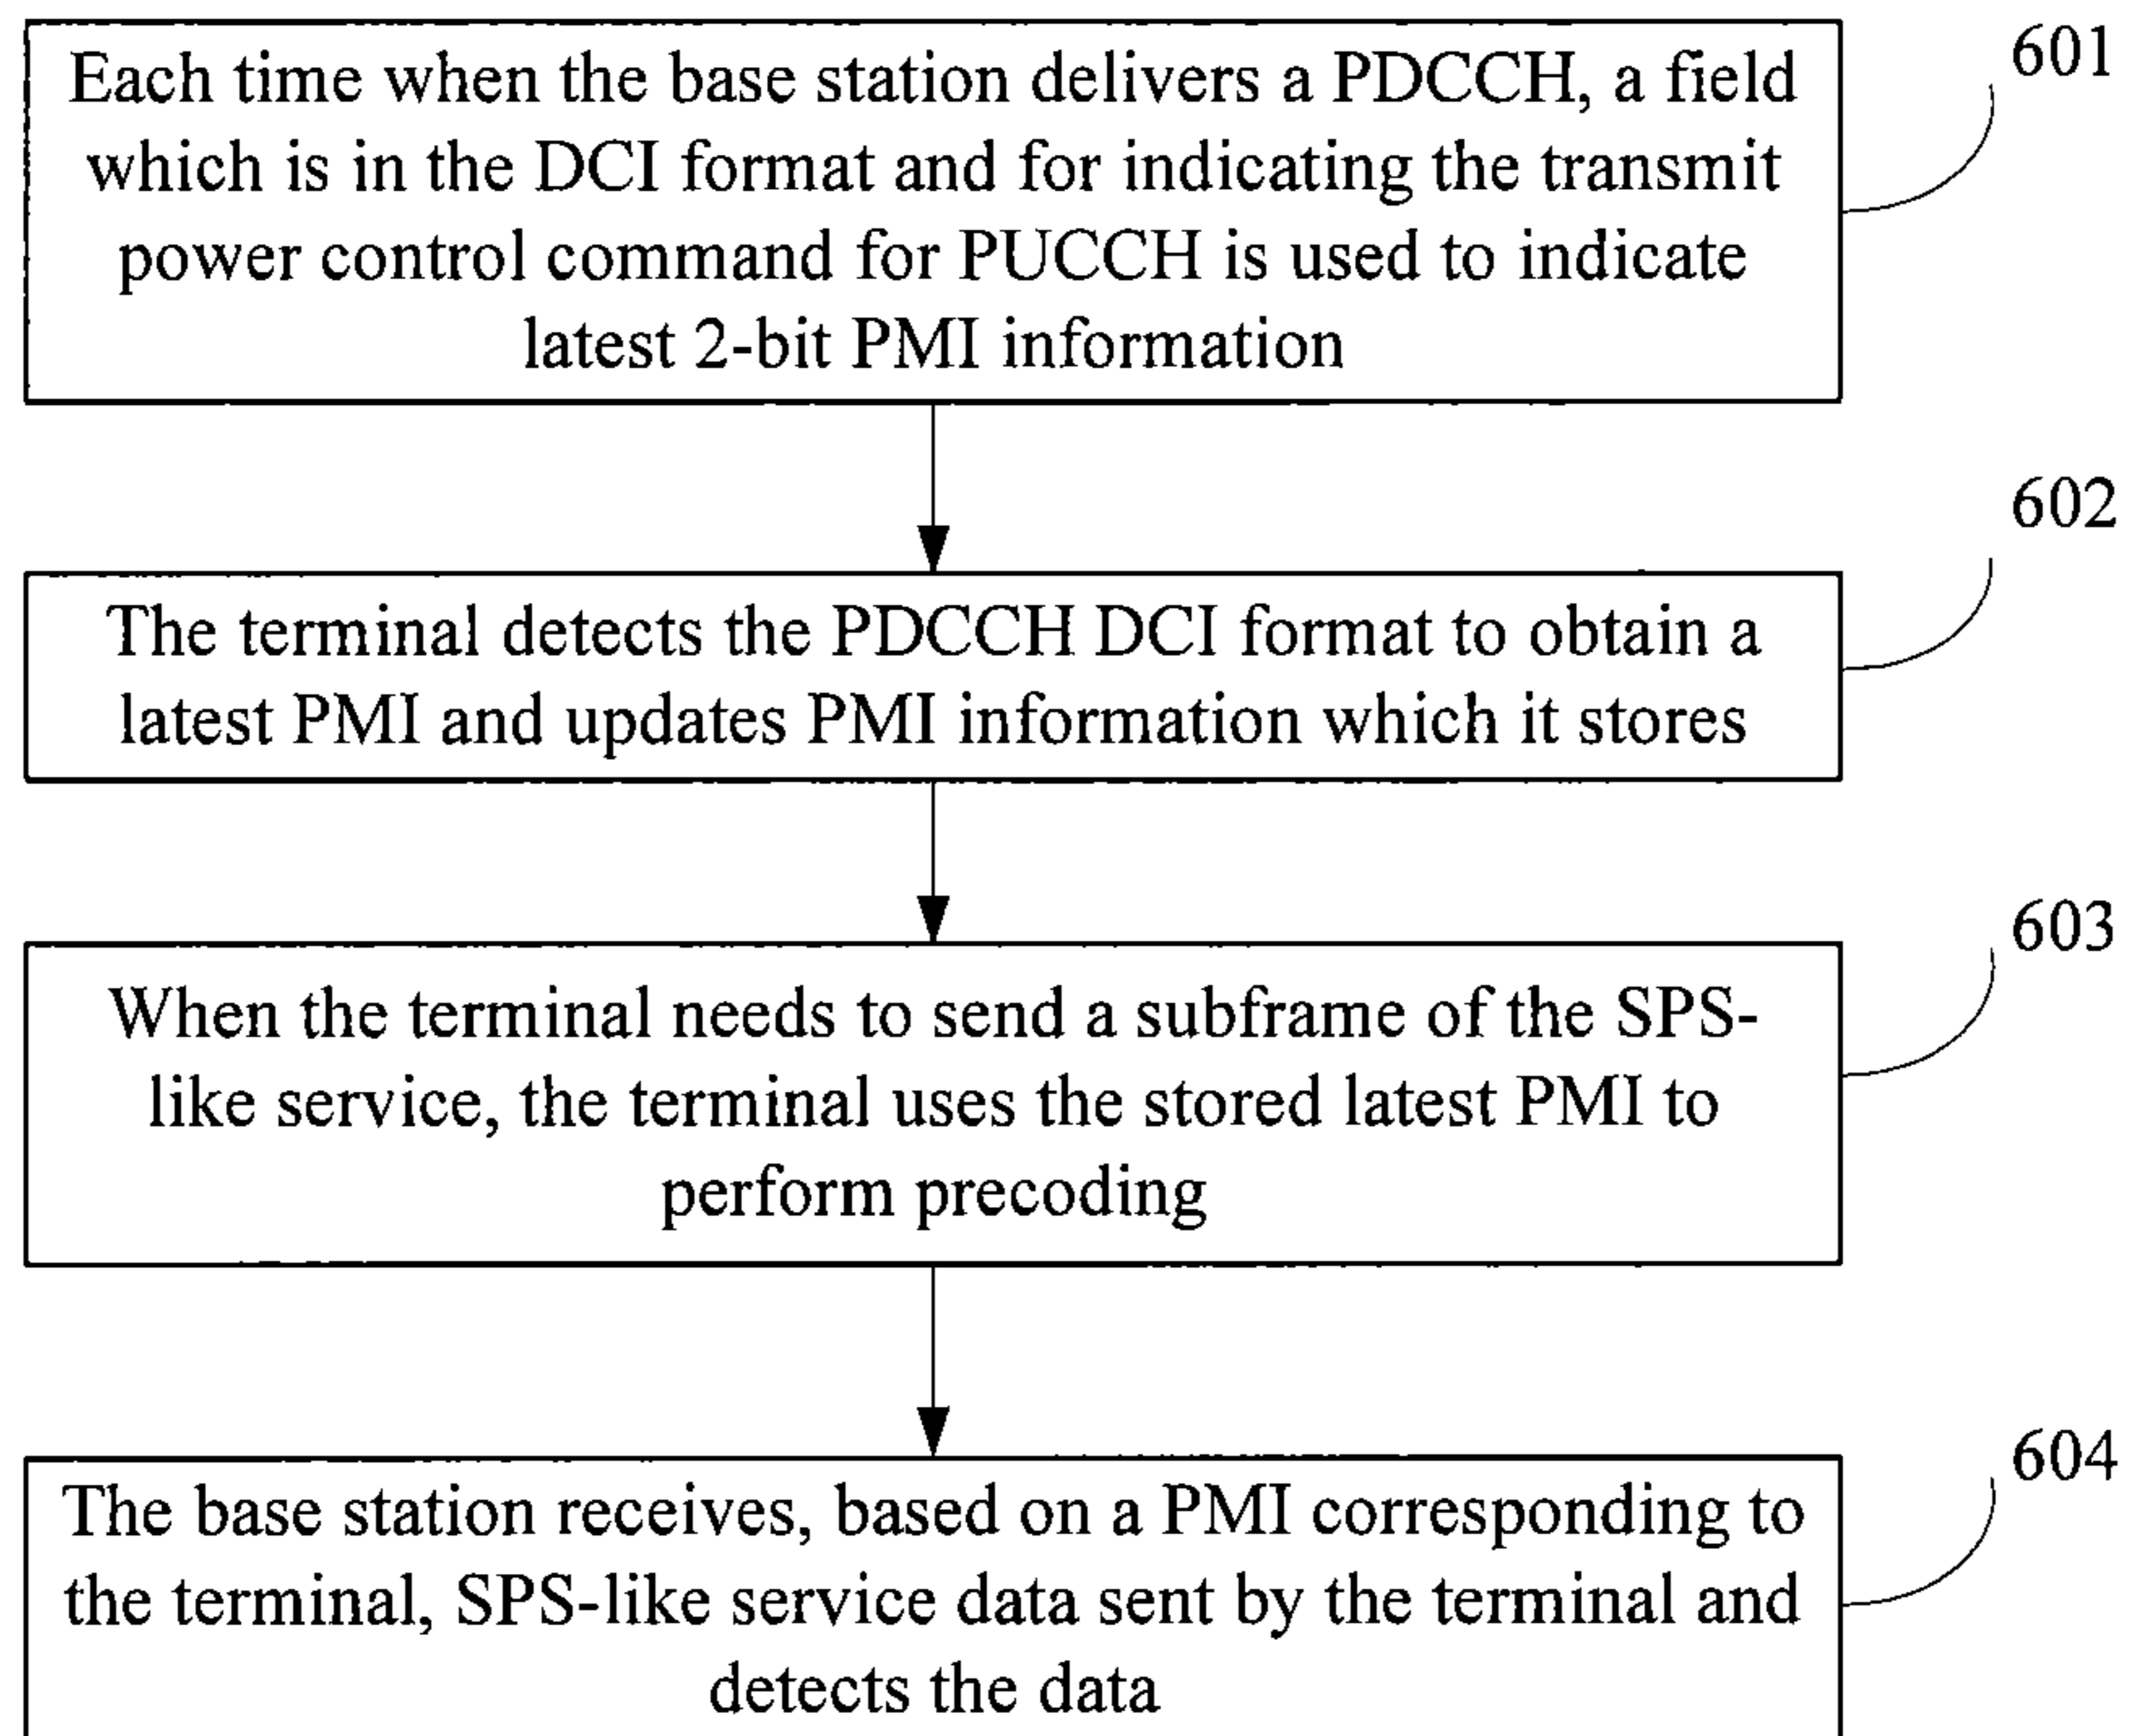 Each time when the base station delivers a PDCCH, a field
which is in the DCI format and for indicating the transmit
power control command for PUCCH is used to indicate
latest 2-bit PMI information
601
The terminal detects the PDCCH DCI format to obtain a
latest PMI and updates PMI information which it stores
602
When the terminal needs to send a subframe of the SPS-
like service, the terminal uses the stored latest PMI to
perform precoding
603
The base station receives, based on a PMI corresponding to
the terminal, SPS-like service data sent by the terminal and
detects the data
604